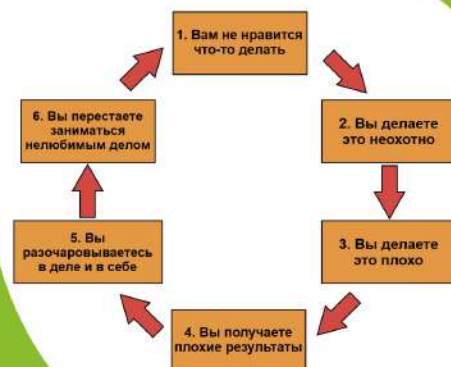 1. Вам не нравится
что-то делать
2. Вы делаете
это неохотно
3. Вы делаете
это плохо
4. Вы получаете
плохие результаты
5. Вы
разочаровываетесь
в деле и в себе
6. Вы перестаете
заниматься
нелюбимым делом